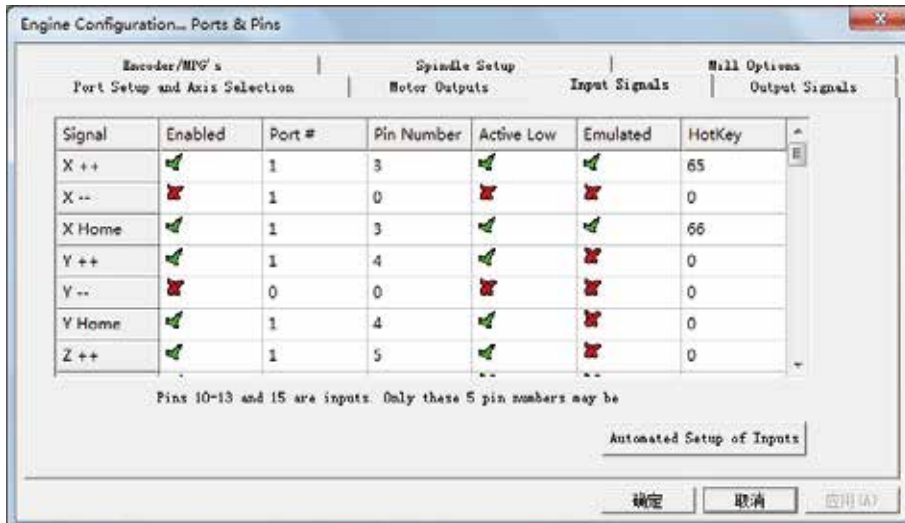 Engine Configuration... Ports & Pins
Encoder/MPG's Spindle Setup Mill Options
Port Setup and Axis Selection Motor Outputs Input Signals Output Signals
Signal Enabled Port # Pin Number Active Low Emulated HotKey
X ++ 1 3 65
X -- 1 0 0
X Home 1 3 66
Y ++ 1 4 0
Y -- 0 0 0
Y Home 1 4 0
Z ++ 1 5 0
Pins 10-13 and 15 are inputs. Only these 5 pin numbers may be
Automated Setup of Inputs
确定 取消 应用(A)